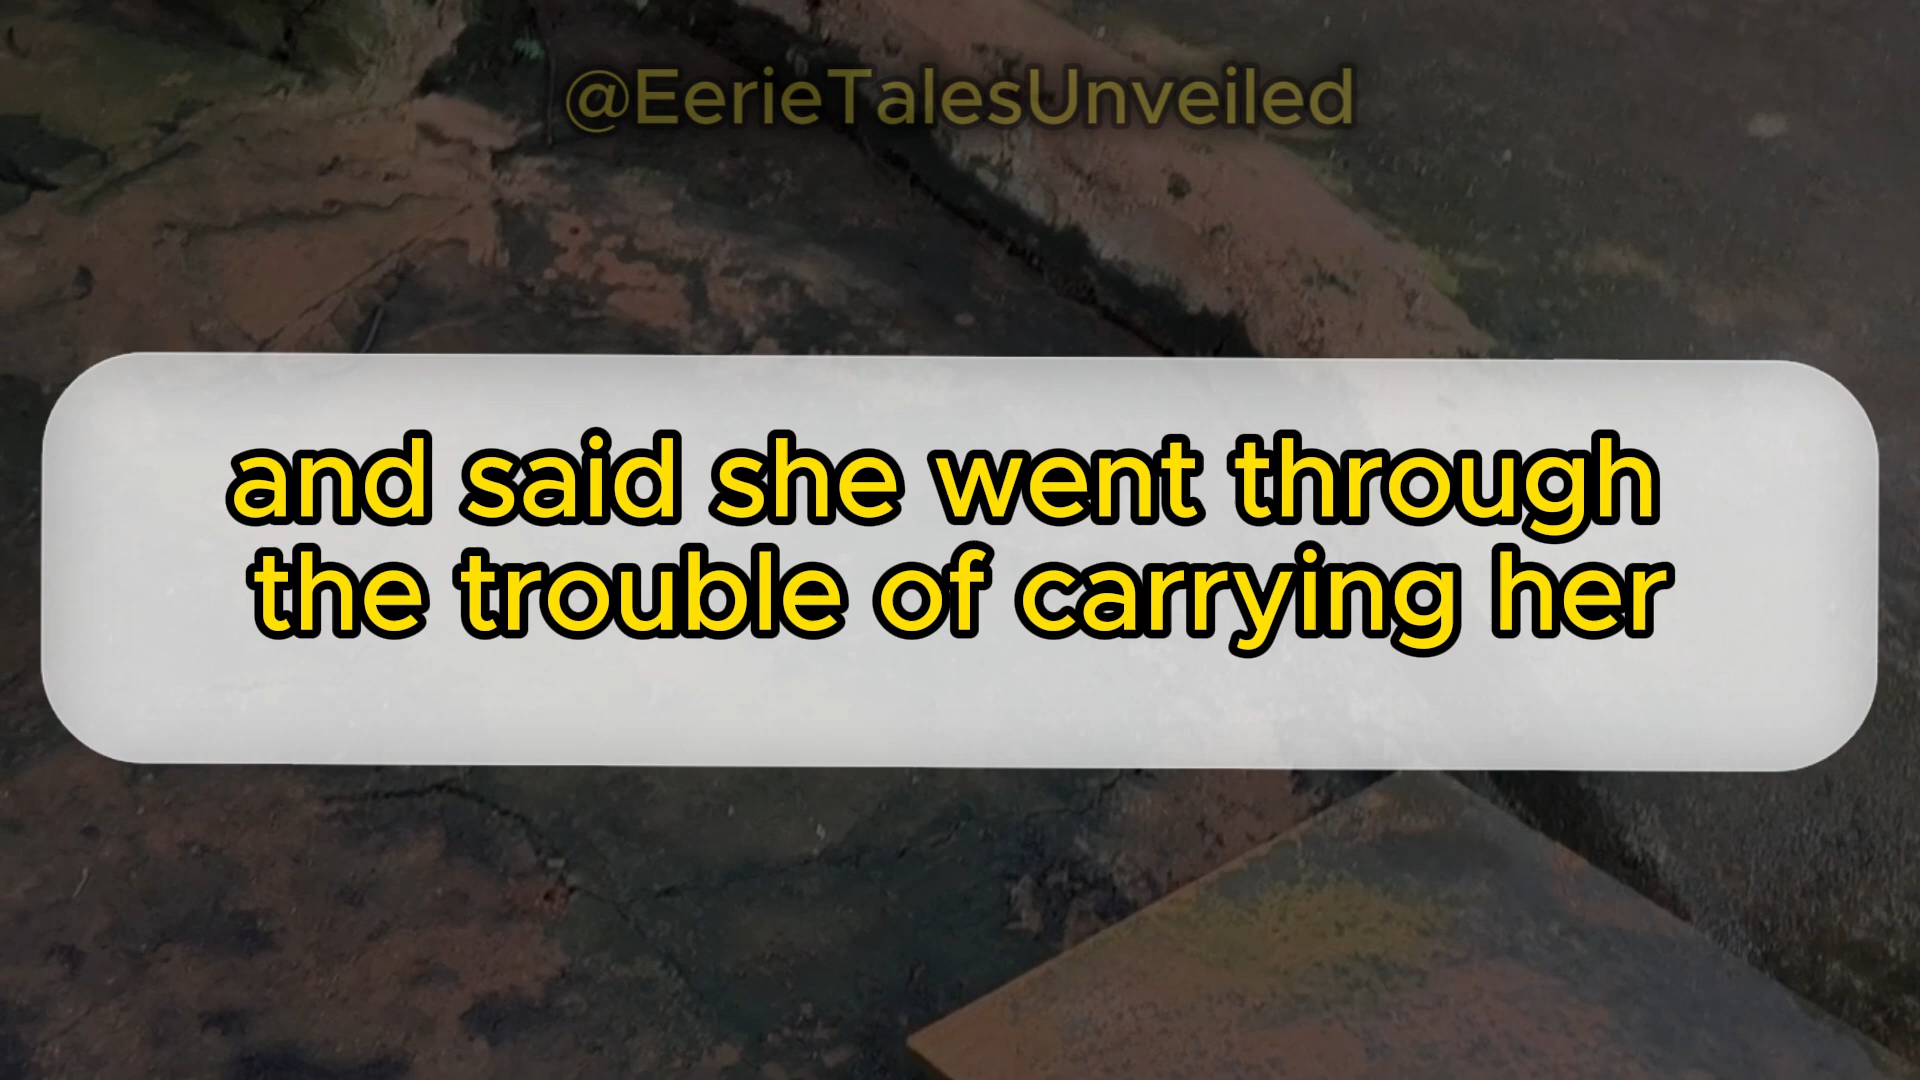 @EerieTalesUnveiled
and said she went through
the trouble of carrying her